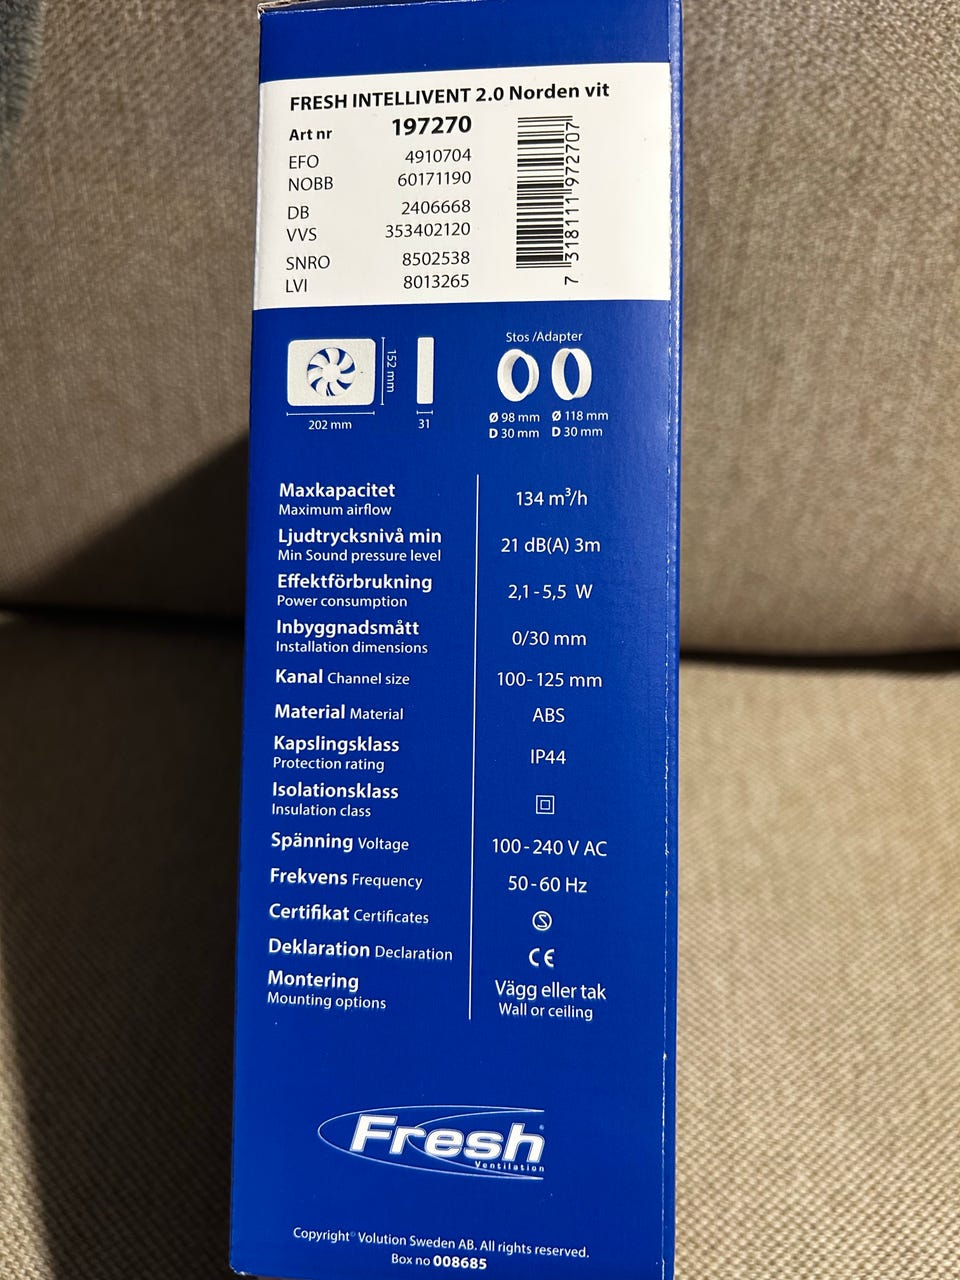 FRESH INTELLIVENT 2.0 Norden vit
Art nr 197270
EFO 4910704
NOBB 60171190
DB 2406668
VVS 353402120
SNRO 8502538
LVI 8013265
7 318111 972707
152 mm
202 mm
31
Stos /Adapter
Ø 98 mm Ø 118 mm
D 30 mm D 30 mm
Maxkapacitet
Maximum airflow
134 m³/h
Ljudtrycksnivå min
Min Sound pressure level
21 dB(A) 3m
Effektförbrukning
Power consumption
2,1 - 5,5 W
Inbyggnadsmått
Installation dimensions
0/30 mm
Kanal Channel size 100- 125 mm
Material Material ABS
Kapslingsklass
Protection rating
IP44
Isolationsklass
Insulation class
Spänning Voltage 100 - 240 V AC
Frekvens Frequency 50 - 60 Hz
Certifikat Certificates S
Deklaration Declaration CE
Montering
Mounting options
Vägg eller tak
Wall or ceiling
Fresh®
Ventilation
Copyright© Volution Sweden AB. All rights reserved.
Box no 008685